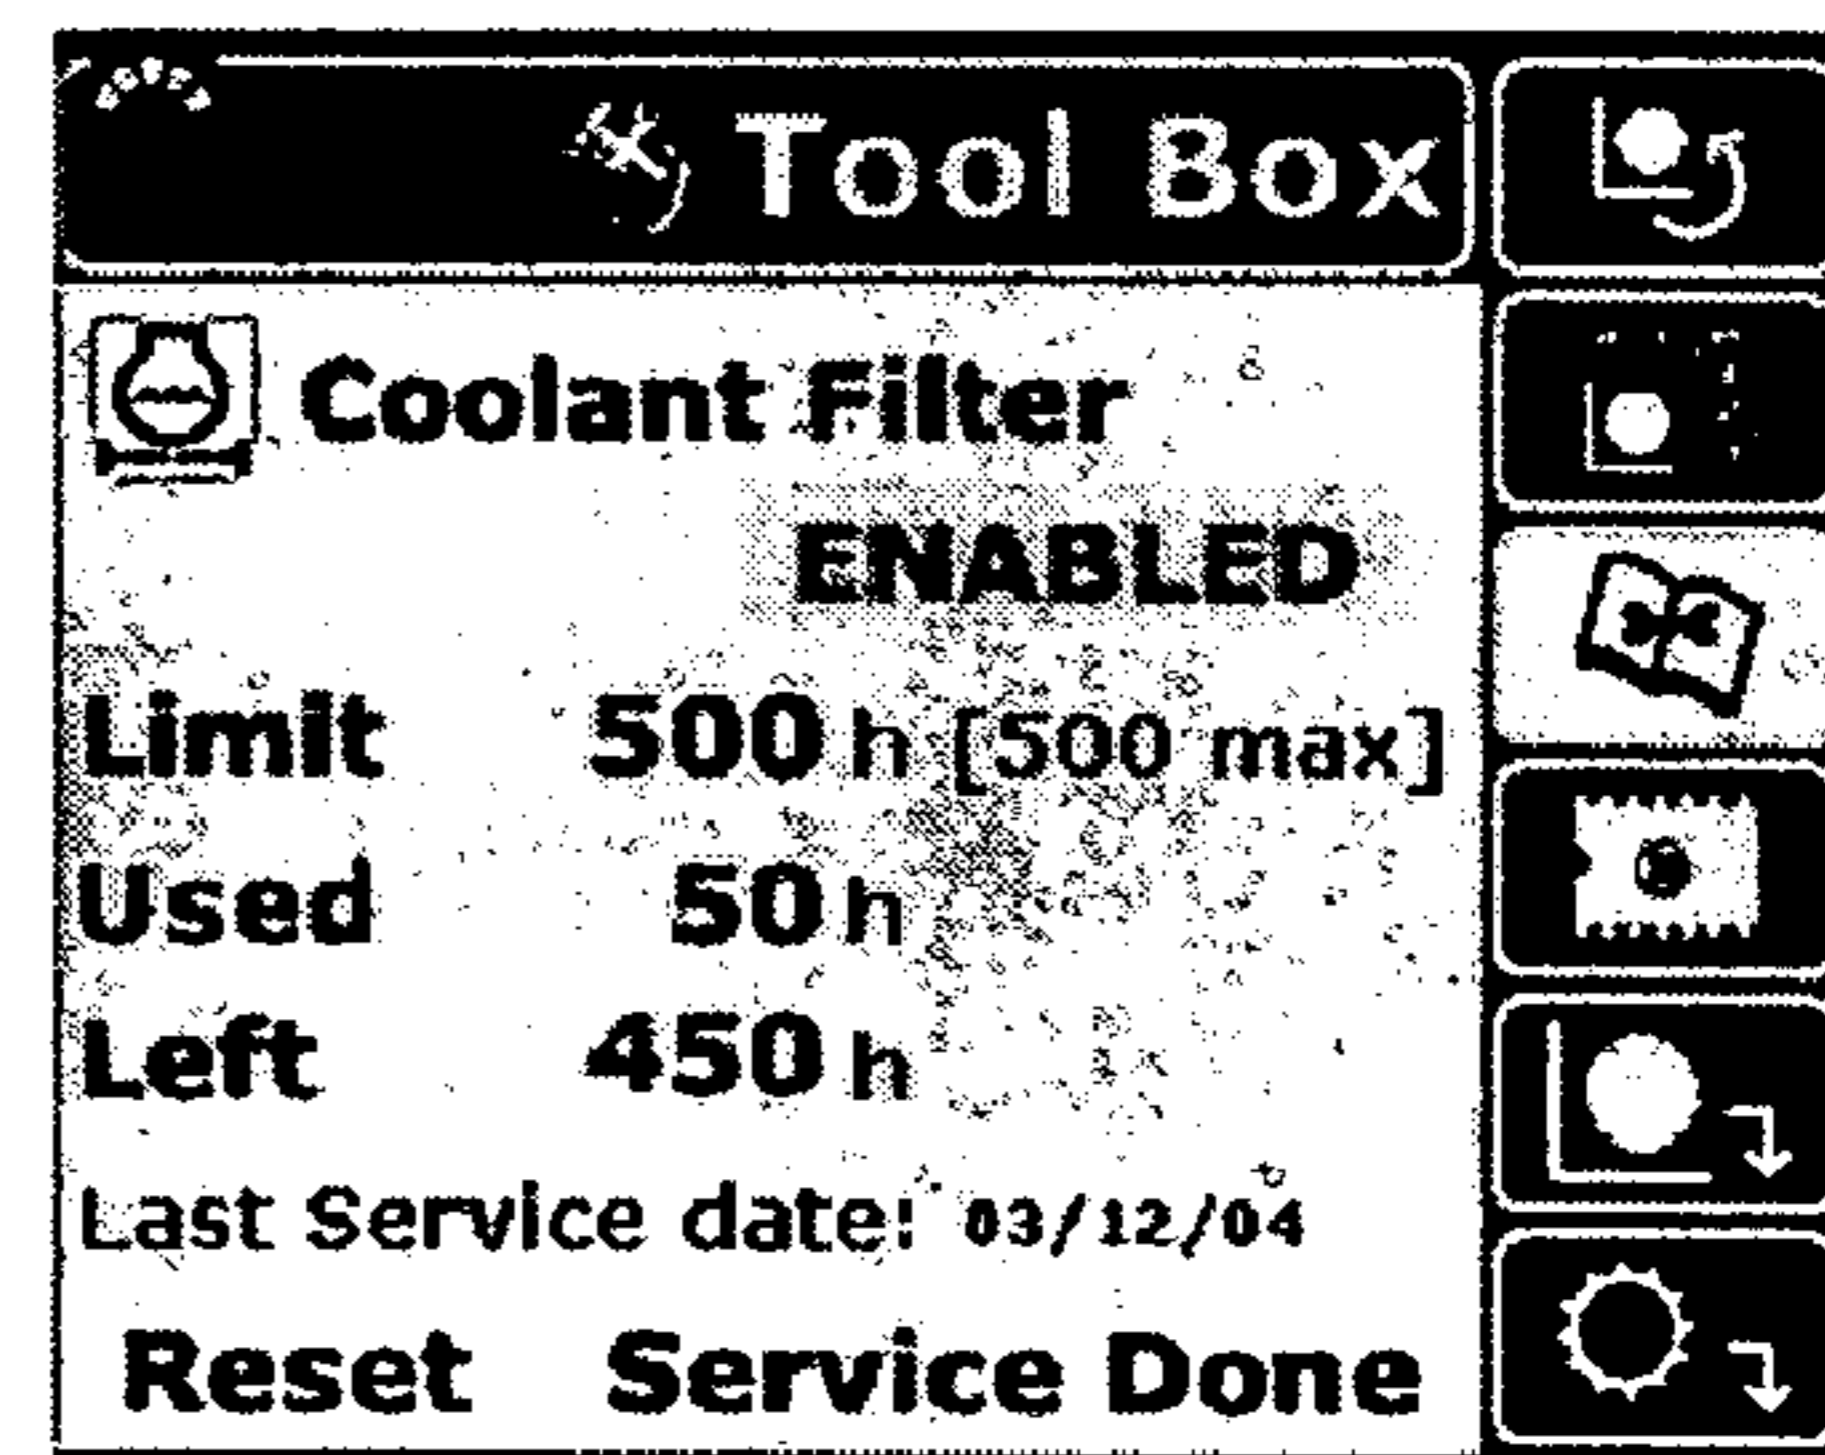 Tool Box
Coolant Filter
ENABLED
Limit 500 h [500 max]
Used 50 h
Left 450 h
Last Service date: 03/12/04
Reset Service Done